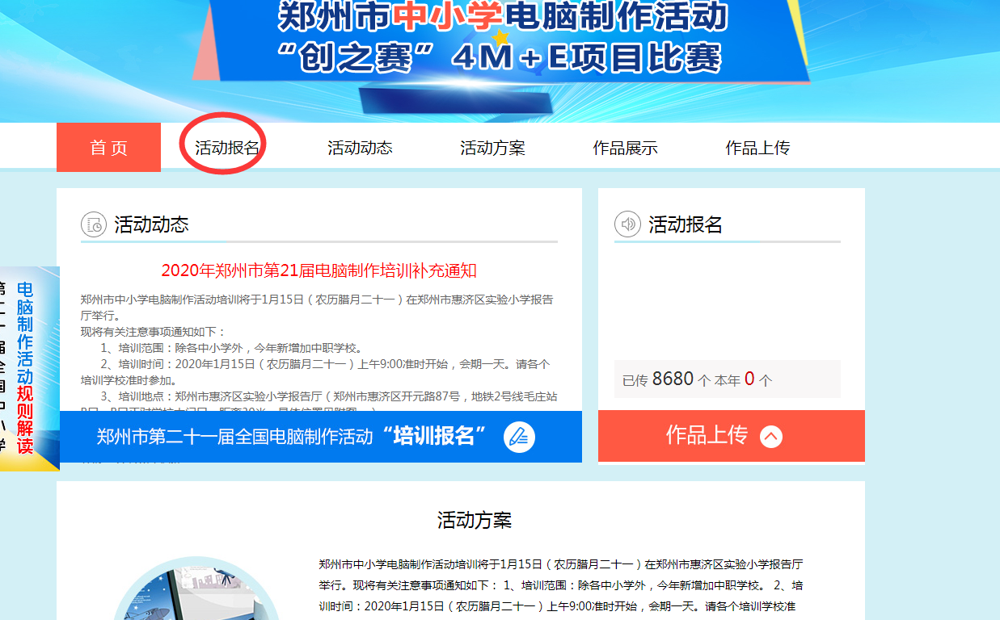 郑州市中小学电脑制作活动
“创之赛”4M+E项目比赛
首 页
活动报名
活动动态
活动方案
作品展示
作品上传
活动动态
2020年郑州市第21届电脑制作培训补充通知
郑州市中小学电脑制作活动培训将于1月15日（农历腊月二十一）在郑州市惠济区实验小学报告
厅举行。
现将有关注意事项通知如下：
1、培训范围：除各中小学外，今年新增加中职学校。
2、培训时间：2020年1月15日（农历腊月二十一）上午9:00准时开始，会期一天。请各个
培训学校准时参加。
3、培训地点：郑州市惠济区实验小学报告厅（郑州市惠济区开元路87号，地铁2号线毛庄站
郑州市第二十一届全国电脑制作活动“培训报名”
活动报名
已传 8680 个 本年 0 个
作品上传
电脑制作活动规则解读
第二十一届全国中小学
活动方案
郑州市中小学电脑制作活动培训将于1月15日（农历腊月二十一）在郑州市惠济区实验小学报告厅
举行。现将有关注意事项通知如下： 1、培训范围：除各中小学外，今年新增加中职学校。 2、培
训时间：2020年1月15日（农历腊月二十一）上午9:00准时开始，会期一天。请各个培训学校准